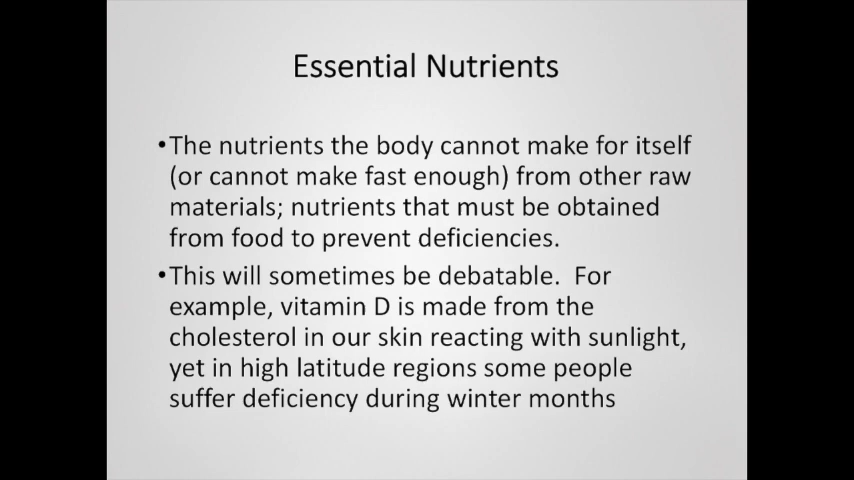 Essential Nutrients
•The nutrients the body cannot make for itself
(or cannot make fast enough) from other raw
materials; nutrients that must be obtained
from food to prevent deficiencies.
•This will sometimes be debatable.  For
example, vitamin D is made from the
cholesterol in our skin reacting with sunlight,
yet in high latitude regions some people
suffer deficiency during winter months